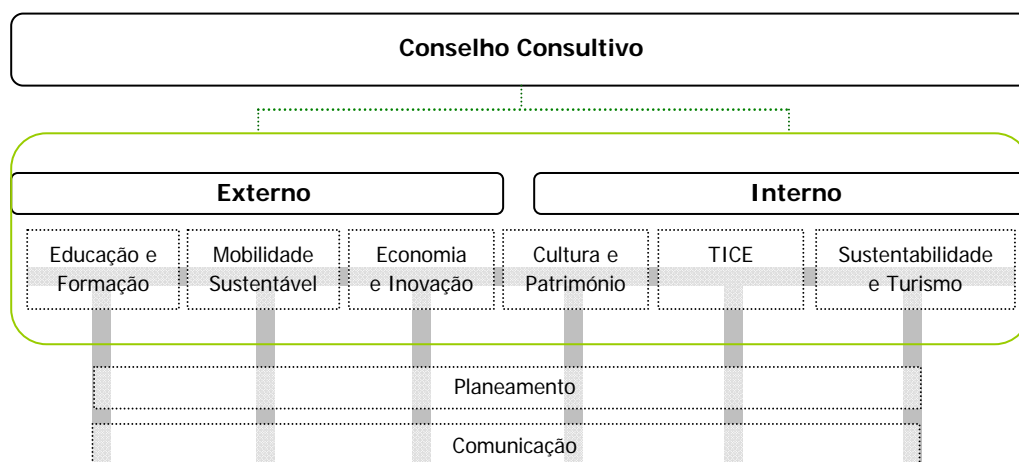 Conselho Consultivo
Externo
Interno
Educação e
Formação
Mobilidade
Sustentável
Economia
e Inovação
Cultura e
Património
TICE
Sustentabilidade
e Turismo
Planeamento
Comunicação